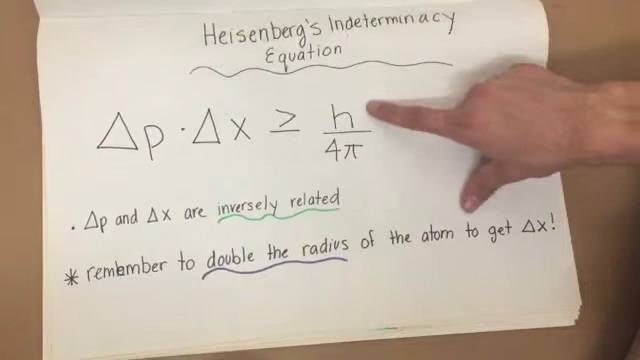 Heisenberg's Indeterminacy
Equation
Δp · Δx ≥ h/4π
· Δp and Δx are inversely related
* remember to double the radius of the atom to get Δx!